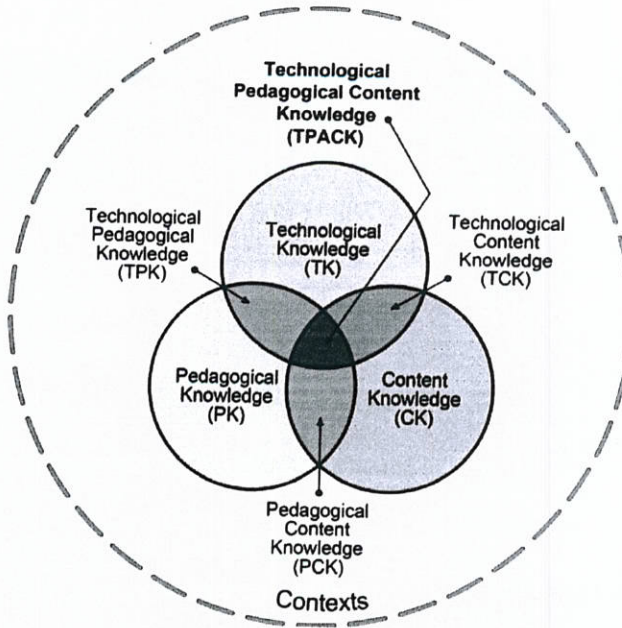 Technological
Pedagogical Content
Knowledge
(TPACK)
Technological
Pedagogical
Knowledge
(TPK)
Technological
Knowledge
(TK)
Technological
Content
Knowledge
(TCK)
Pedagogical
Knowledge
(PK)
Content
Knowledge
(CK)
Pedagogical
Content
Knowledge
(PCK)
Contexts